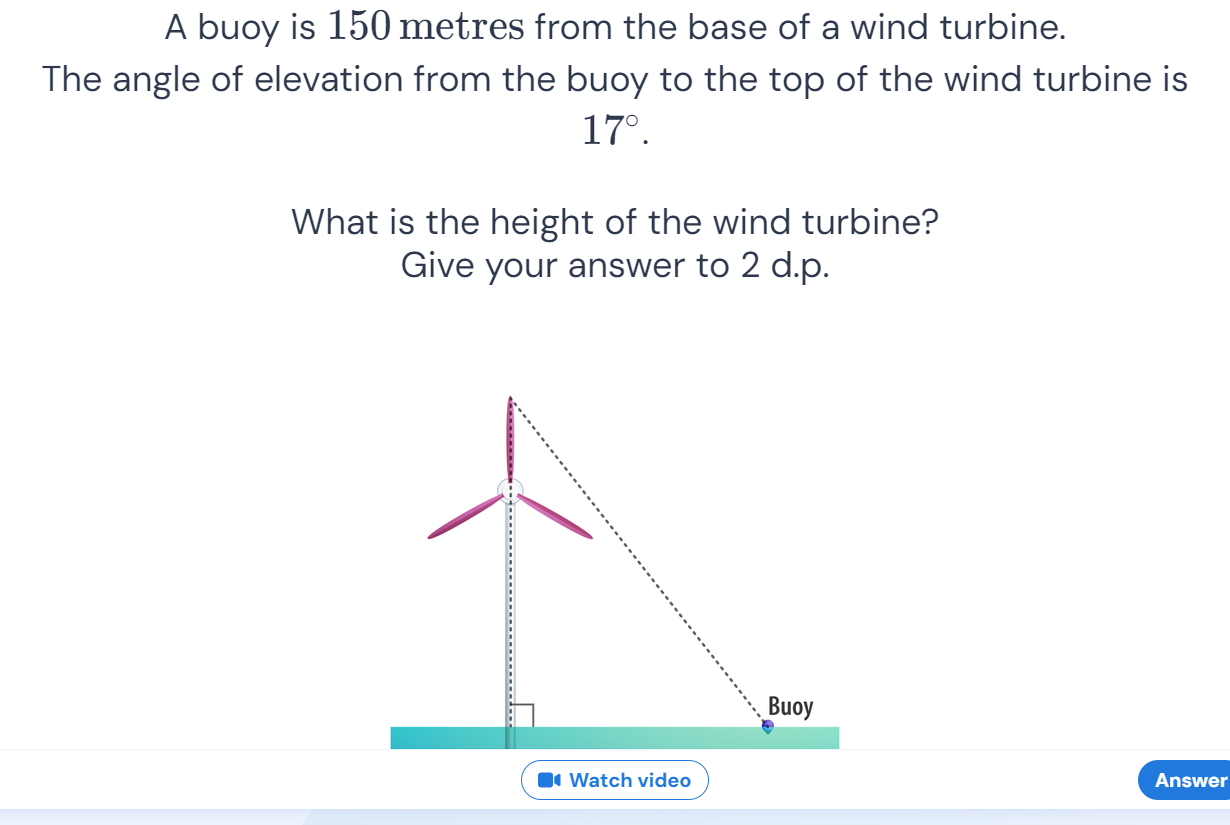 A buoy is 150 metres from the base of a wind turbine.
The angle of elevation from the buoy to the top of the wind turbine is
17°.
What is the height of the wind turbine?
Give your answer to 2 d.p.
Buoy
Watch video
Answer